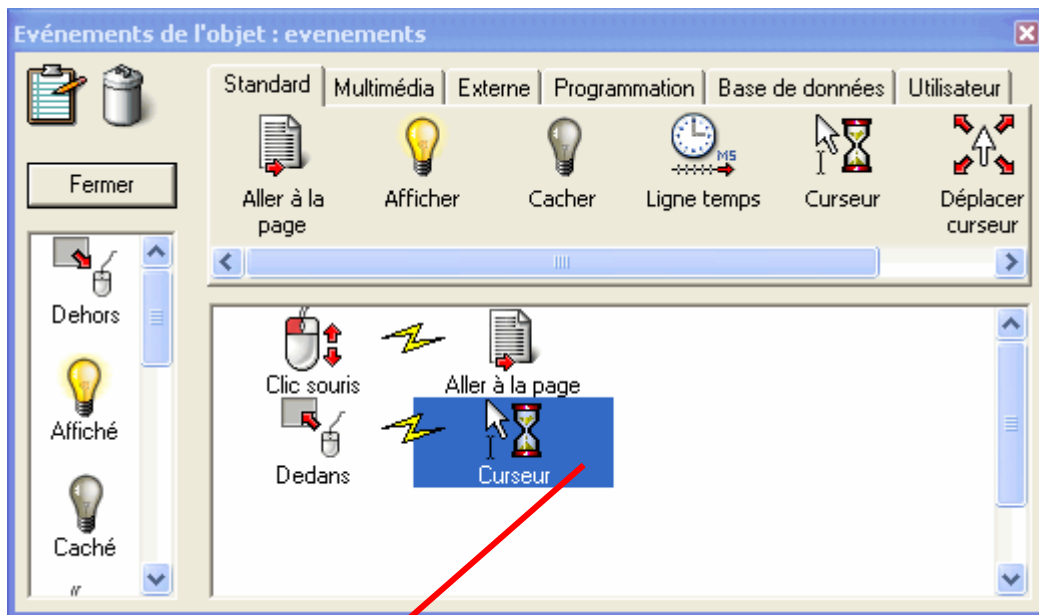 Evénements de l'objet : evenements
Standard Multimédia Externe Programmation Base de données Utilisateur
Fermer
Aller à la page
Afficher
Cacher
MS
Ligne temps
Curseur
Déplacer curseur
Dehors
Affiché
Caché
Clic souris Aller à la page
Dedans Curseur